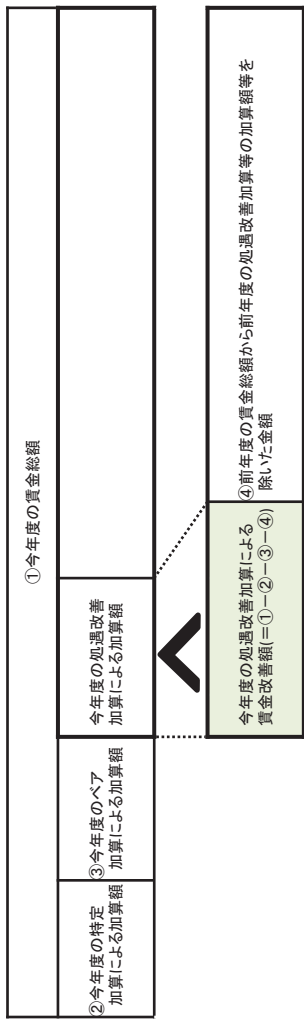 ①今年度の賃金総額
②今年度の特定
加算による加算額
③今年度のベア
加算による加算額
今年度の処遇改善
加算による加算額
今年度の処遇改善加算による
賃金改善額(=①-②-③-④)
④前年度の賃金総額から前年度の処遇改善加算等の加算額等を
除いた金額